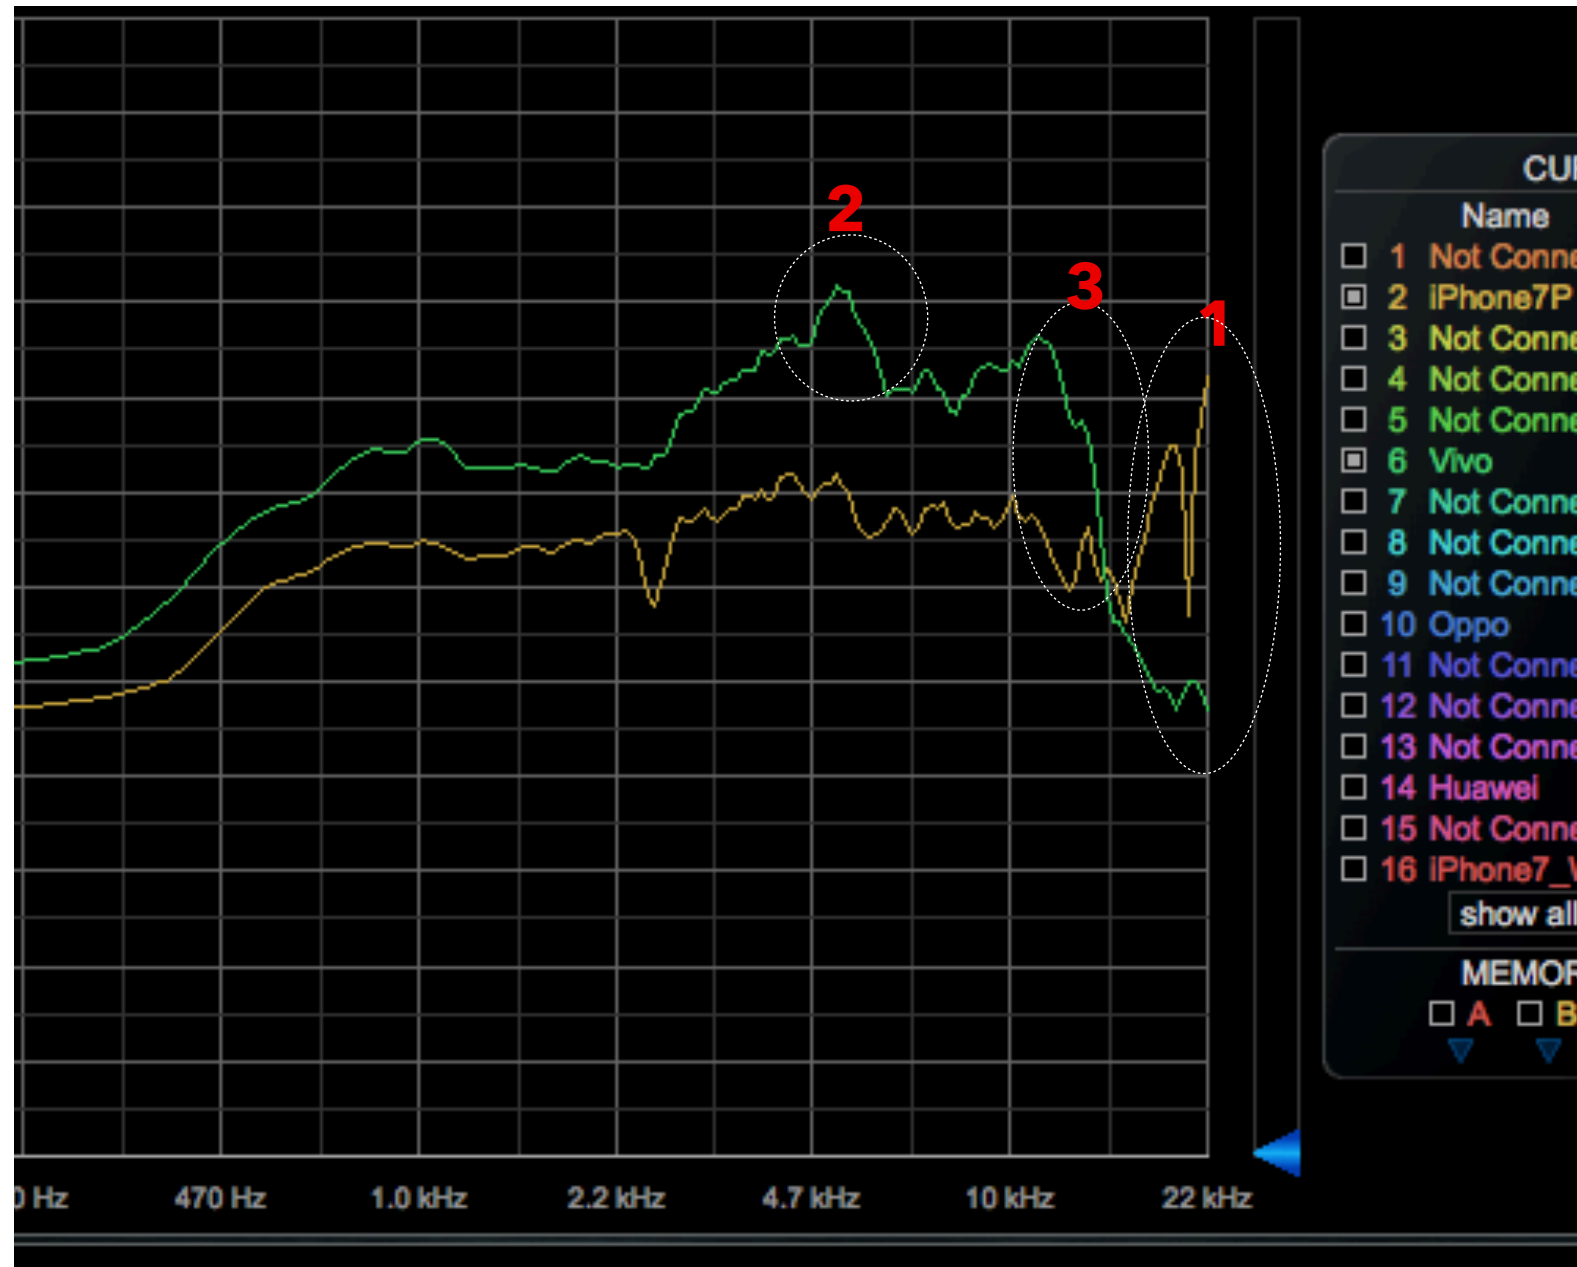 2
3
1
0 Hz 470 Hz 1.0 kHz 2.2 kHz 4.7 kHz 10 kHz 22 kHz
Name
1 Not Conne
2 iPhone7P
3 Not Conne
4 Not Conne
5 Not Conne
6 Vivo
7 Not Conne
8 Not Conne
9 Not Conne
10 Oppo
11 Not Conne
12 Not Conne
13 Not Conne
14 Huawei
15 Not Conne
16 iPhone7_
show all
MEMOR
A B